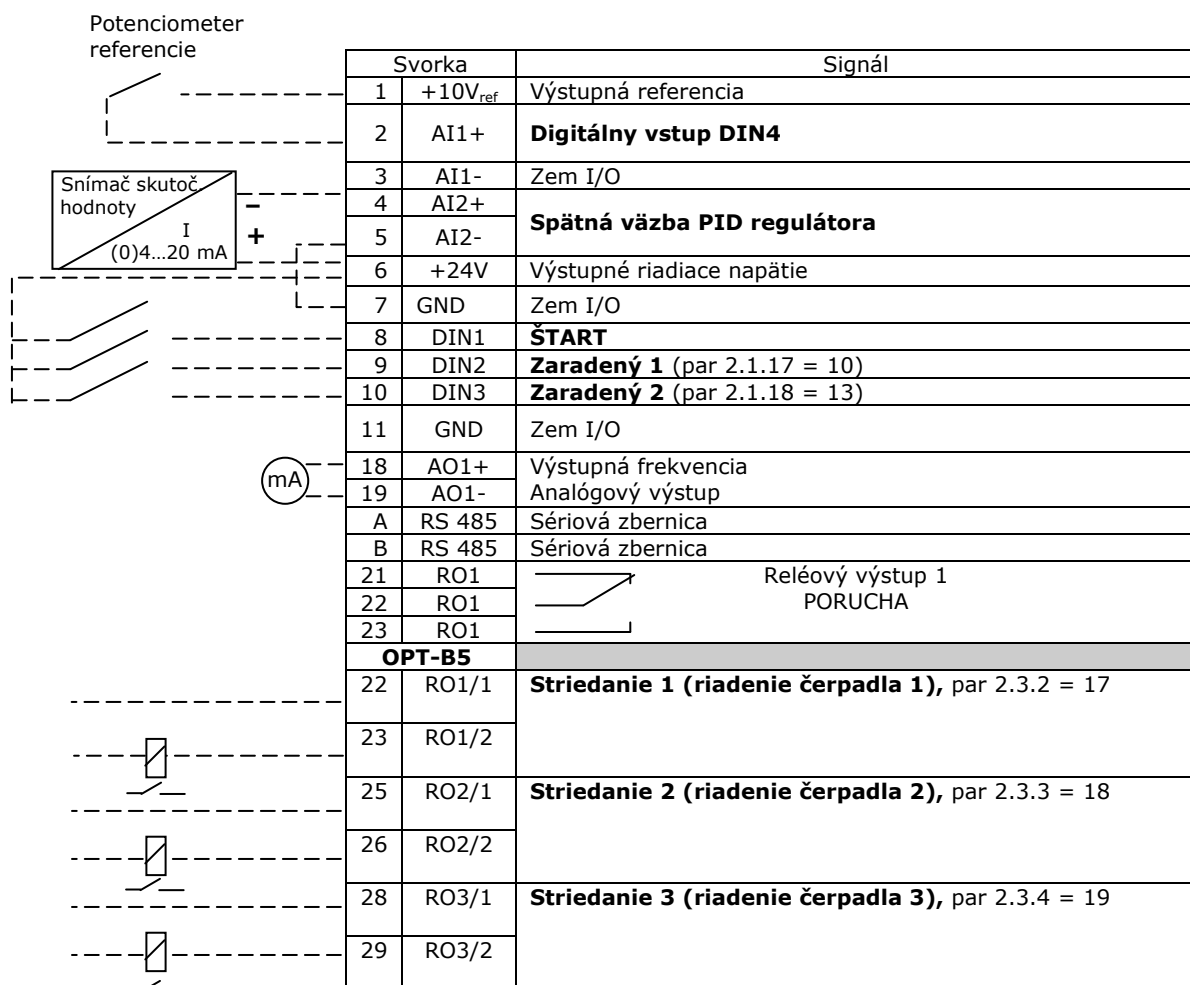 Potenciometer
referencie
Svorka Signál
1 +10Vref Výstupná referencia
2 AI1+ Digitálny vstup DIN4
3 AI1- Zem I/O
Snímač skutoč.
hodnoty
I
(0)4...20 mA
–
+
4 AI2+ Spätná väzba PID regulátora
5 AI2-
6 +24V Výstupné riadiace napätie
7 GND Zem I/O
8 DIN1 ŠTART
9 DIN2 Zaradený 1 (par 2.1.17 = 10)
10 DIN3 Zaradený 2 (par 2.1.18 = 13)
11 GND Zem I/O
mA
18 AO1+ Výstupná frekvencia
19 AO1- Analógový výstup
A RS 485 Sériová zbernica
B RS 485 Sériová zbernica
21 RO1 Reléový výstup 1
22 RO1 PORUCHA
23 RO1
OPT-B5
22 RO1/1 Striedanie 1 (riadenie čerpadla 1), par 2.3.2 = 17
23 RO1/2
25 RO2/1 Striedanie 2 (riadenie čerpadla 2), par 2.3.3 = 18
26 RO2/2
28 RO3/1 Striedanie 3 (riadenie čerpadla 3), par 2.3.4 = 19
29 RO3/2